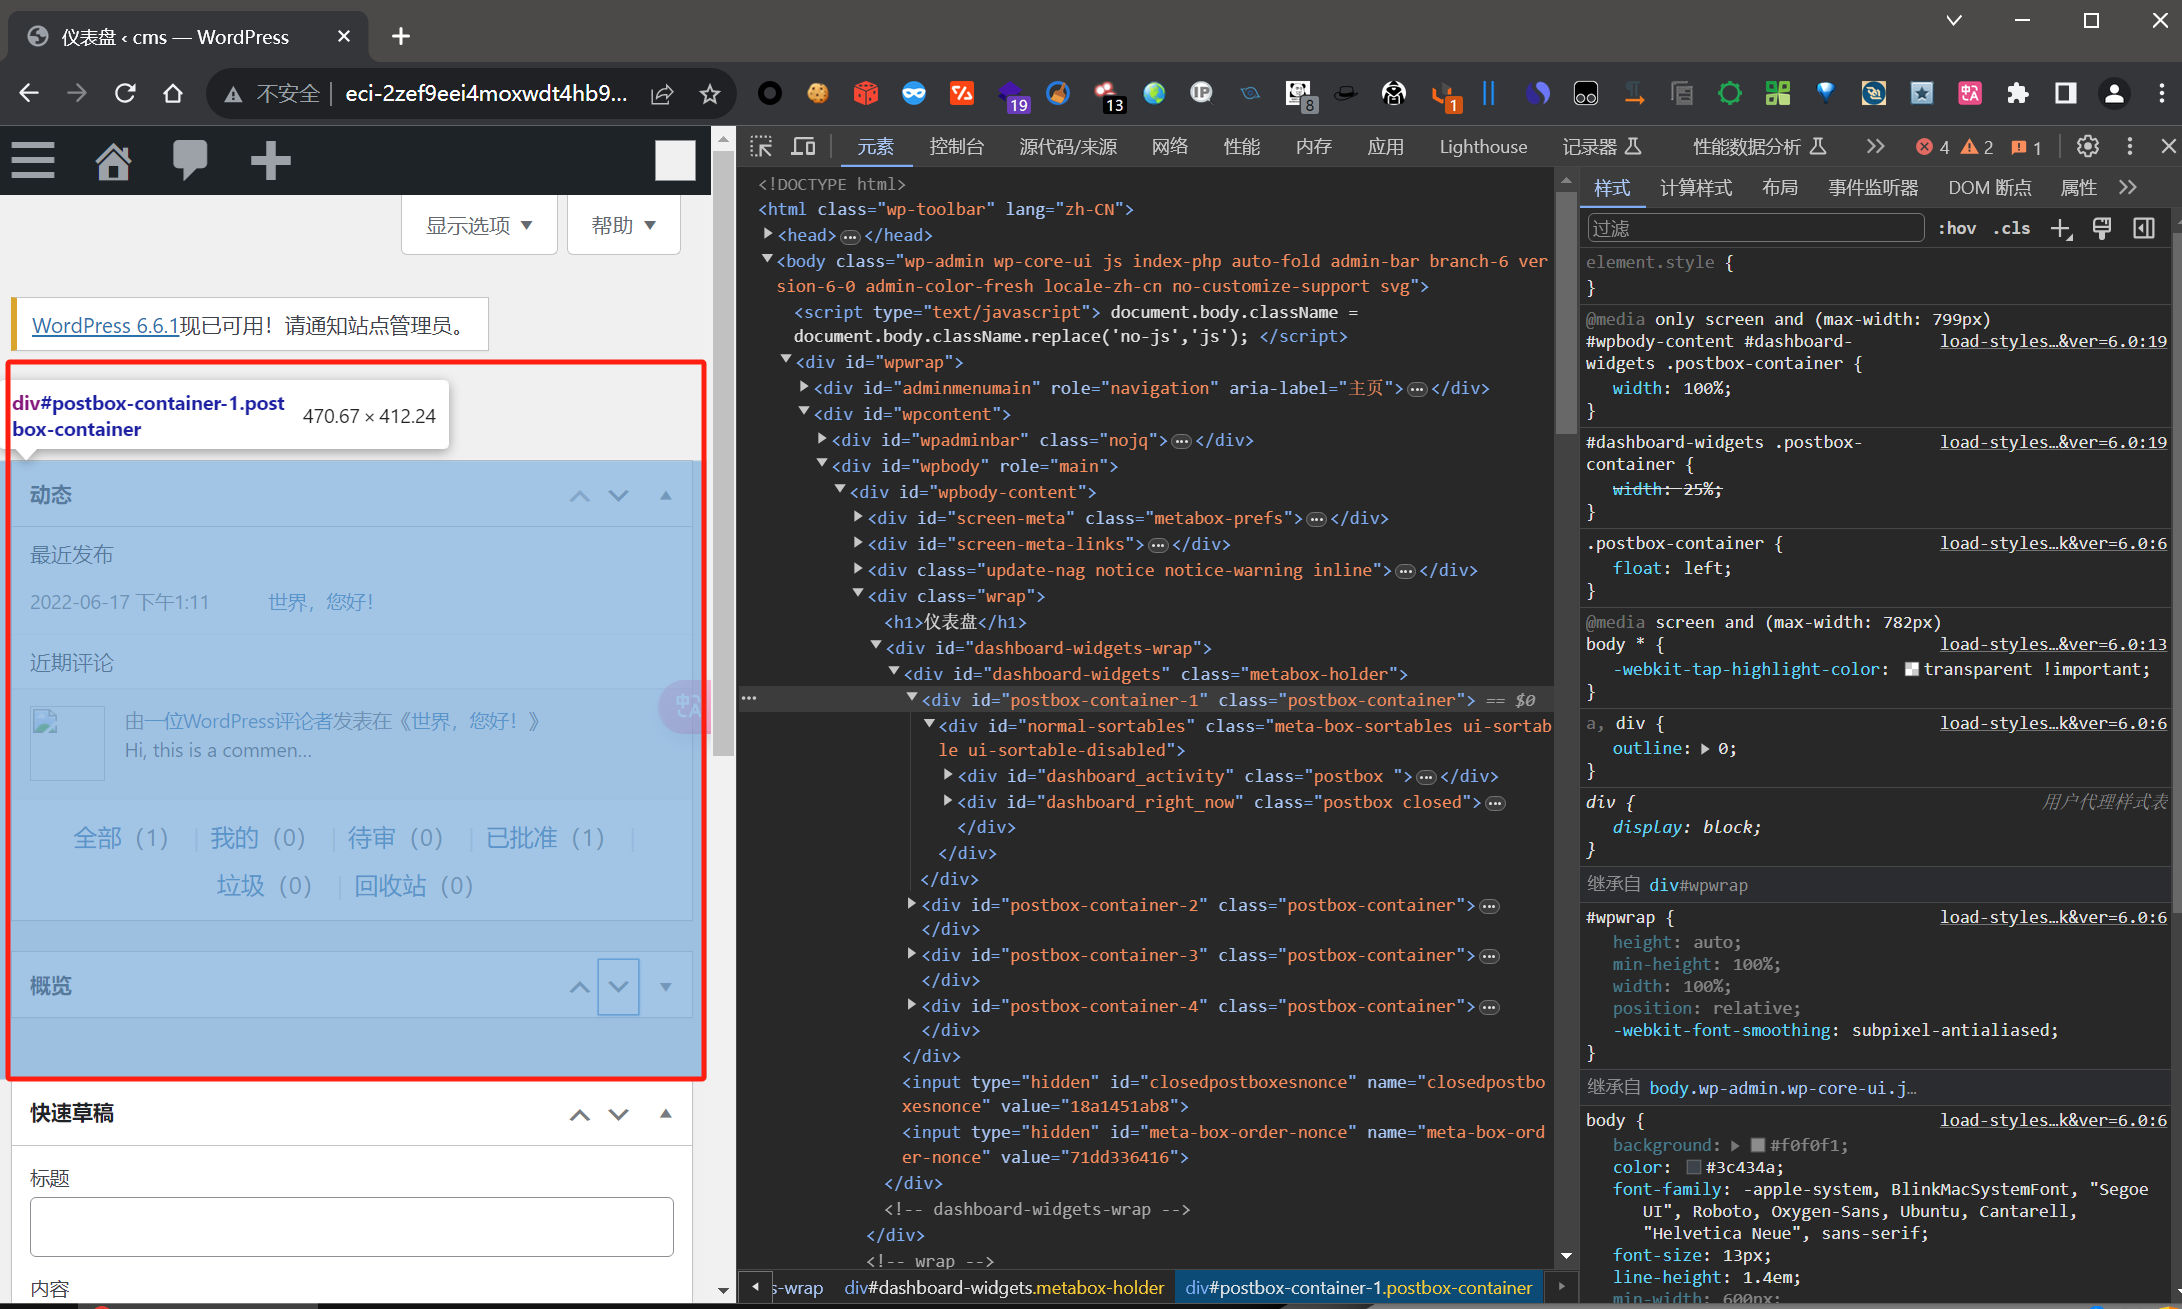 仪表盘 ‹ cms — WordPress
不安全
eci-2zef9eei4moxwdt4hb9...
19
13
8
1
显示选项
帮助
WordPress 6.6.1现已可用！请通知站点管理员。
div#postbox-container-1.post
box-container
470.67 × 412.24
动态
最近发布
2022-06-17 下午1:11 世界，您好！
近期评论
由一位WordPress评论者发表在《世界，您好！》
Hi, this is a commen...
全部（1） | 我的（0） | 待审（0） | 已批准（1） |
垃圾（0） | 回收站（0）
概览
快速草稿
标题
内容
元素 控制台 源代码/来源 网络 性能 内存 应用 Lighthouse 记录器 性能数据分析 4 2 1
<!DOCTYPE html>
<html class="wp-toolbar" lang="zh-CN">
<head>…</head>
<body class="wp-admin wp-core-ui js index-php auto-fold admin-bar branch-6 ver
sion-6-0 admin-color-fresh locale-zh-cn no-customize-support svg">
<script type="text/javascript"> document.body.className =
document.body.className.replace('no-js','js'); </script>
<div id="wpwrap">
<div id="adminmenumain" role="navigation" aria-label="主页">…</div>
<div id="wpcontent">
<div id="wpadminbar" class="nojq">…</div>
<div id="wpbody" role="main">
<div id="wpbody-content">
<div id="screen-meta" class="metabox-prefs">…</div>
<div id="screen-meta-links">…</div>
<div class="update-nag notice notice-warning inline">…</div>
<div class="wrap">
<h1>仪表盘</h1>
<div id="dashboard-widgets-wrap">
<div id="dashboard-widgets" class="metabox-holder">
<div id="postbox-container-1" class="postbox-container"> == $0
<div id="normal-sortables" class="meta-box-sortables ui-sortab
le ui-sortable-disabled">
<div id="dashboard_activity" class="postbox ">…</div>
<div id="dashboard_right_now" class="postbox closed">…
</div>
</div>
</div>
<div id="postbox-container-2" class="postbox-container">…
</div>
<div id="postbox-container-3" class="postbox-container">…
</div>
<div id="postbox-container-4" class="postbox-container">…
</div>
</div>
<input type="hidden" id="closedpostboxesnonce" name="closedpostbo
xesnonce" value="18a1451ab8">
<input type="hidden" id="meta-box-order-nonce" name="meta-box-ord
er-nonce" value="71dd336416">
</div>
<!-- dashboard-widgets-wrap -->
</div>
<!-- wrap -->
s-wrap div#dashboard-widgets.metabox-holder div#postbox-container-1.postbox-container
样式 计算样式 布局 事件监听器 DOM 断点 属性
过滤 :hov .cls
element.style {
}
@media only screen and (max-width: 799px)
#wpbody-content #dashboard- load-styles…&ver=6.0:19
widgets .postbox-container {
width: 100%;
}
#dashboard-widgets .postbox- load-styles…&ver=6.0:19
container {
width: 25%;
}
.postbox-container { load-styles…k&ver=6.0:6
float: left;
}
@media screen and (max-width: 782px)
body * { load-styles…&ver=6.0:13
-webkit-tap-highlight-color: transparent !important;
}
a, div { load-styles…k&ver=6.0:6
outline: 0;
}
div { 用户代理样式表
display: block;
}
继承自 div#wpwrap
#wpwrap { load-styles…k&ver=6.0:6
height: auto;
min-height: 100%;
width: 100%;
position: relative;
-webkit-font-smoothing: subpixel-antialiased;
}
继承自 body.wp-admin.wp-core-ui.j…
body { load-styles…k&ver=6.0:6
background: #f0f0f1;
color: #3c434a;
font-family: -apple-system, BlinkMacSystemFont, "Segoe
UI", Roboto, Oxygen-Sans, Ubuntu, Cantarell,
"Helvetica Neue", sans-serif;
font-size: 13px;
line-height: 1.4em;
min-width: 600px;